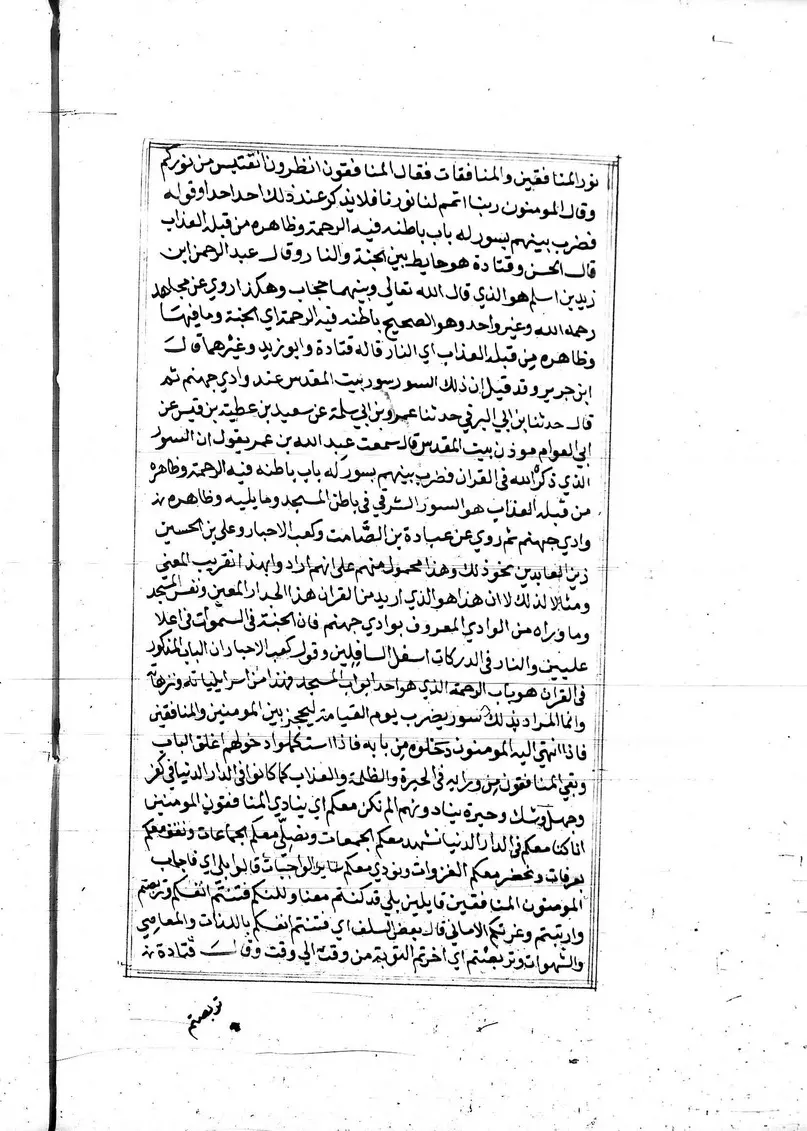 نور المنافقين والمنافقات فقال المنافقون انظرونا نقتبس من نوركم
وقال المومنون ربنا اتمم لنا نورنا فلا يذكر عند ذلك احد احدا وقوله
فضرب بينهم بسور له باب باطنه فيه الرحمة وظاهره من قبله العذاب
قال الحسن وقتادة هو حايط بين الجنة والنار وقال عبد الرحمن ابن
زيد بن اسلم هو الذي قال الله تعالى وبينهما حجاب وهكذا روي عن مجاهد
رحمه الله وغير واحد وهو الصحيح باطنه فيه الرحمة اي الجنة وما فيها
وظاهره من قبله العذاب اي النار قاله قتادة وابو زيد وغيرهما قال
ابن جرير وقد قيل ان ذلك السور سور بيت المقدس عند وادي جهنم ثم
قال حدثنا ابن ابي البرقي حدثنا عمرو بن ابي سلمة عن سعيد بن عطية بن قيس عن
ابي العوام موذن بيت المقدس قال سمعت عبد الله بن عمر يقول ان السور
الذي ذكره الله في القران فضرب بينهم بسور له باب باطنه فيه الرحمة وظاهره
من قبله العذاب هو السور الشرقي في باطن المسجد وما يليه وظاهره
وادي جهنم ثم روي عن عبادة بن الصامت وكعب الاحبار وعلي بن الحسين
زين العابدين نحو ذلك وهذا محمول منهم على انهم ارادوا بهذا تقريب المعنى
ومثالا لذلك لا ان هذا هو الذي اريد من القران هذا الجدار المعين ونفس المسجد
وما وراه من الوادي المعروف بوادي جهنم فان الجنة في السموات في اعلا
عليين والنار في الدركات اسفل السافلين وقول كعب الاحبار ان الباب المذكور
في القران هو باب الرحمة الذي هو احد ابواب المسجد فهذا من اسرايلياته وترهاته
وانما المراد بذلك سور يضرب يوم القيامة ليحجز بين المومنين والمنافقين
فاذا انتهى اليه المومنون دخلوه من بابه فاذا استكملوا دخولهم اغلق الباب
وبقي المنافقون من ورايه في الحيرة والظلمة والعذاب كما كانوا في الدار الدنيا في كفر
وجهل وشك وحيرة ينادونهم الم نكن معكم اي ينادي المنافقون المومنين
اما كنا معكم في الدار الدنيا نشهد معكم الجمعات ونصلي معكم الجماعات ونقف معكم
بعرفات ونحضر معكم الغزوات ونودي معكم ساير الواجبات قالوا بلى اي فاجاب
المومنون المنافقين قايلين بلى قد كنتم معنا ولكنكم فتنتم انفسكم وتربصتم
وارتبتم وغرتكم الاماني قال بعض السلف اي فتنتم انفسكم باللذات والمعاصي
والشهوات وتربصتم اي اخرتم التوبة من وقت الي وقت وقال قتادة
تربصتم